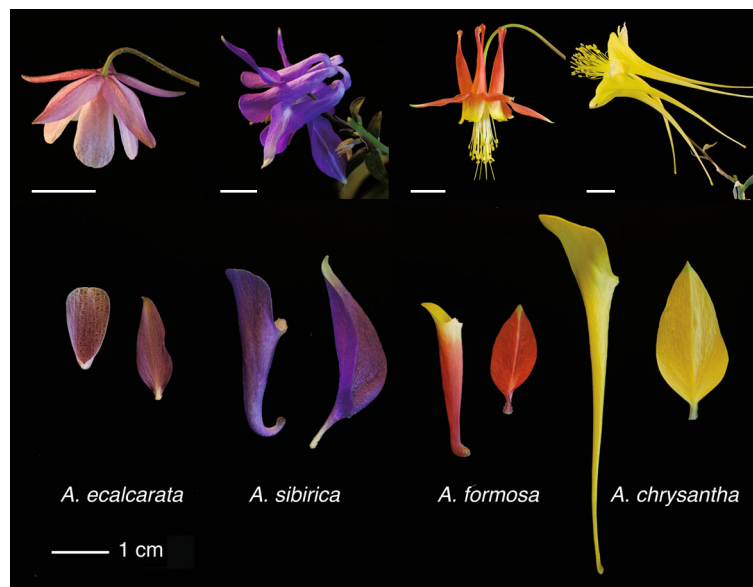 A. ecalcarata
A. sibirica
A. formosa
A. chrysantha
1 cm